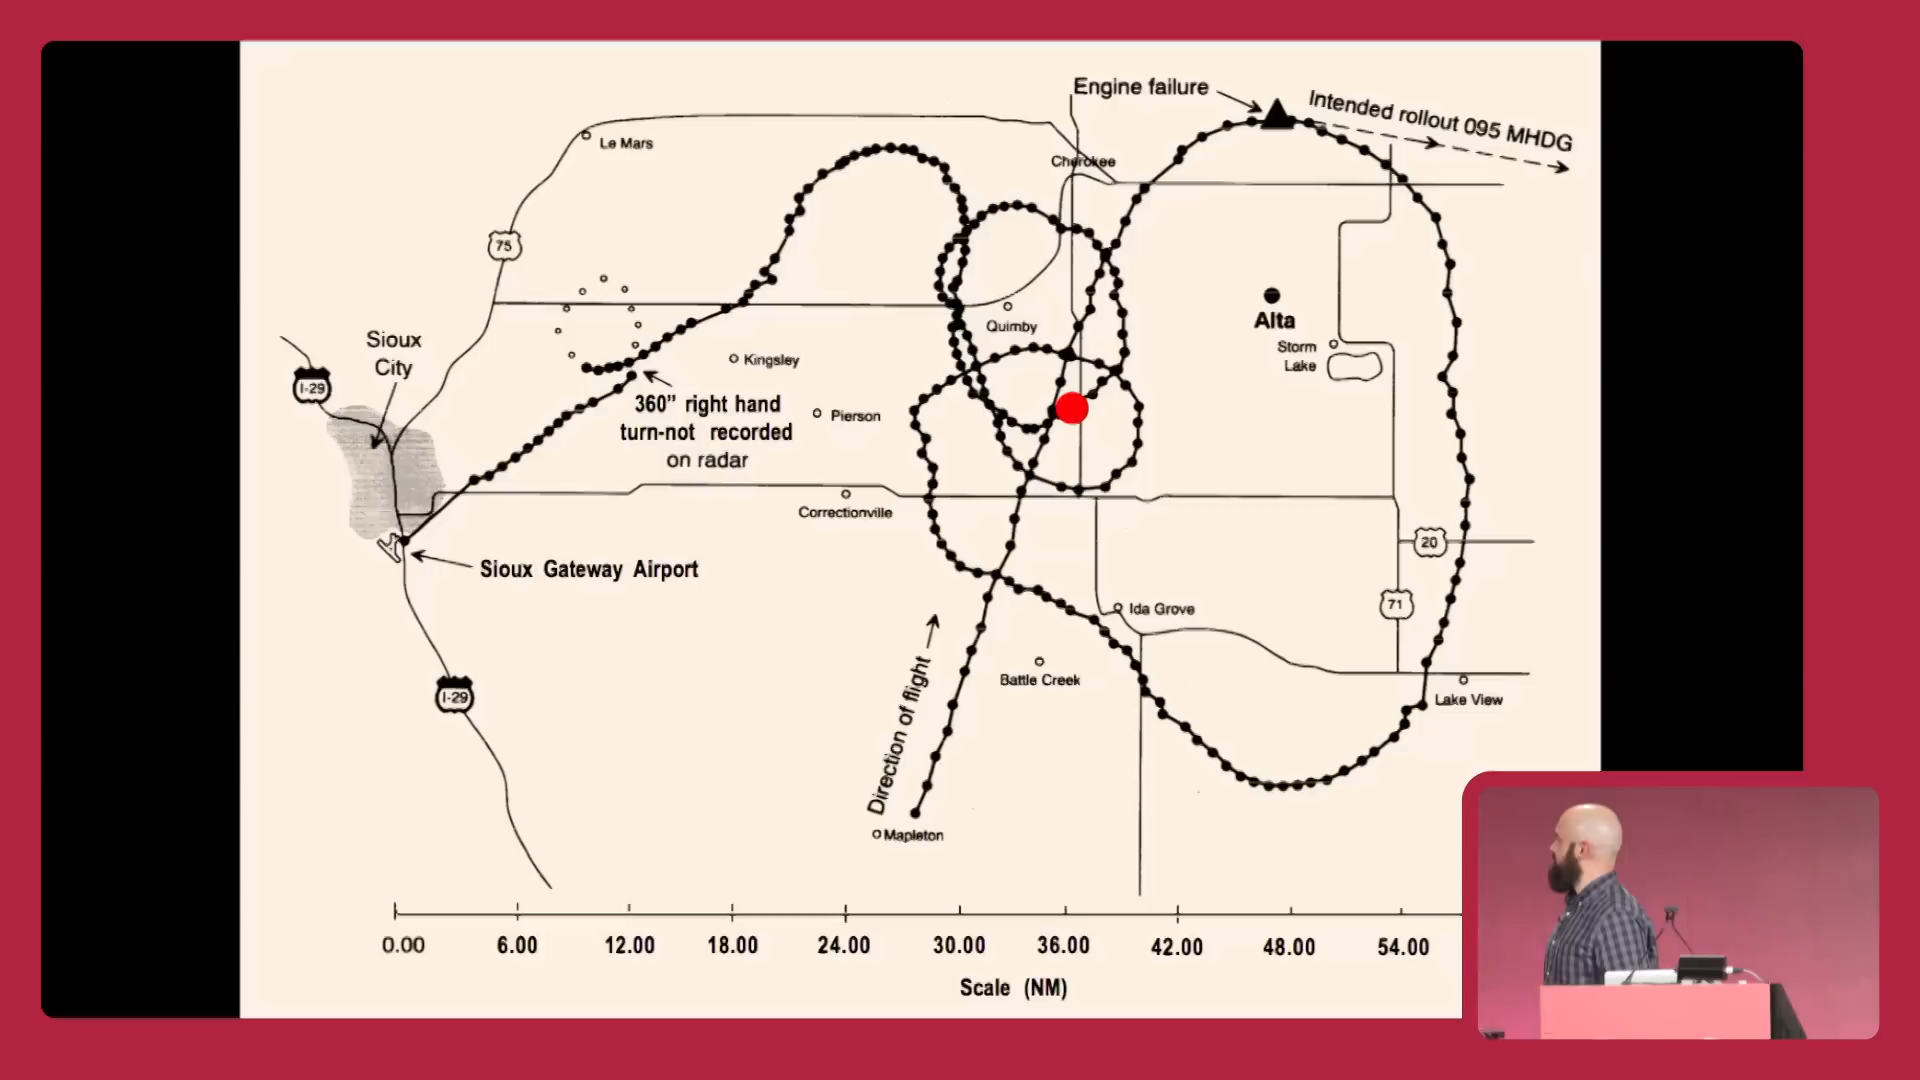 Engine failure
Intended rollout 095 MHDG
Le Mars
Cherokee
75
Alta
Quimby
Sioux
City
Storm
Lake
Kingsley
I-29
360” right hand
turn-not recorded
on radar
Pierson
Correctionville
20
Sioux Gateway Airport
71
Ida Grove
Direction of flight
Battle Creek
I-29
Lake View
Mapleton
0.00 6.00 12.00 18.00 24.00 30.00 36.00 42.00 48.00 54.00
Scale (NM)